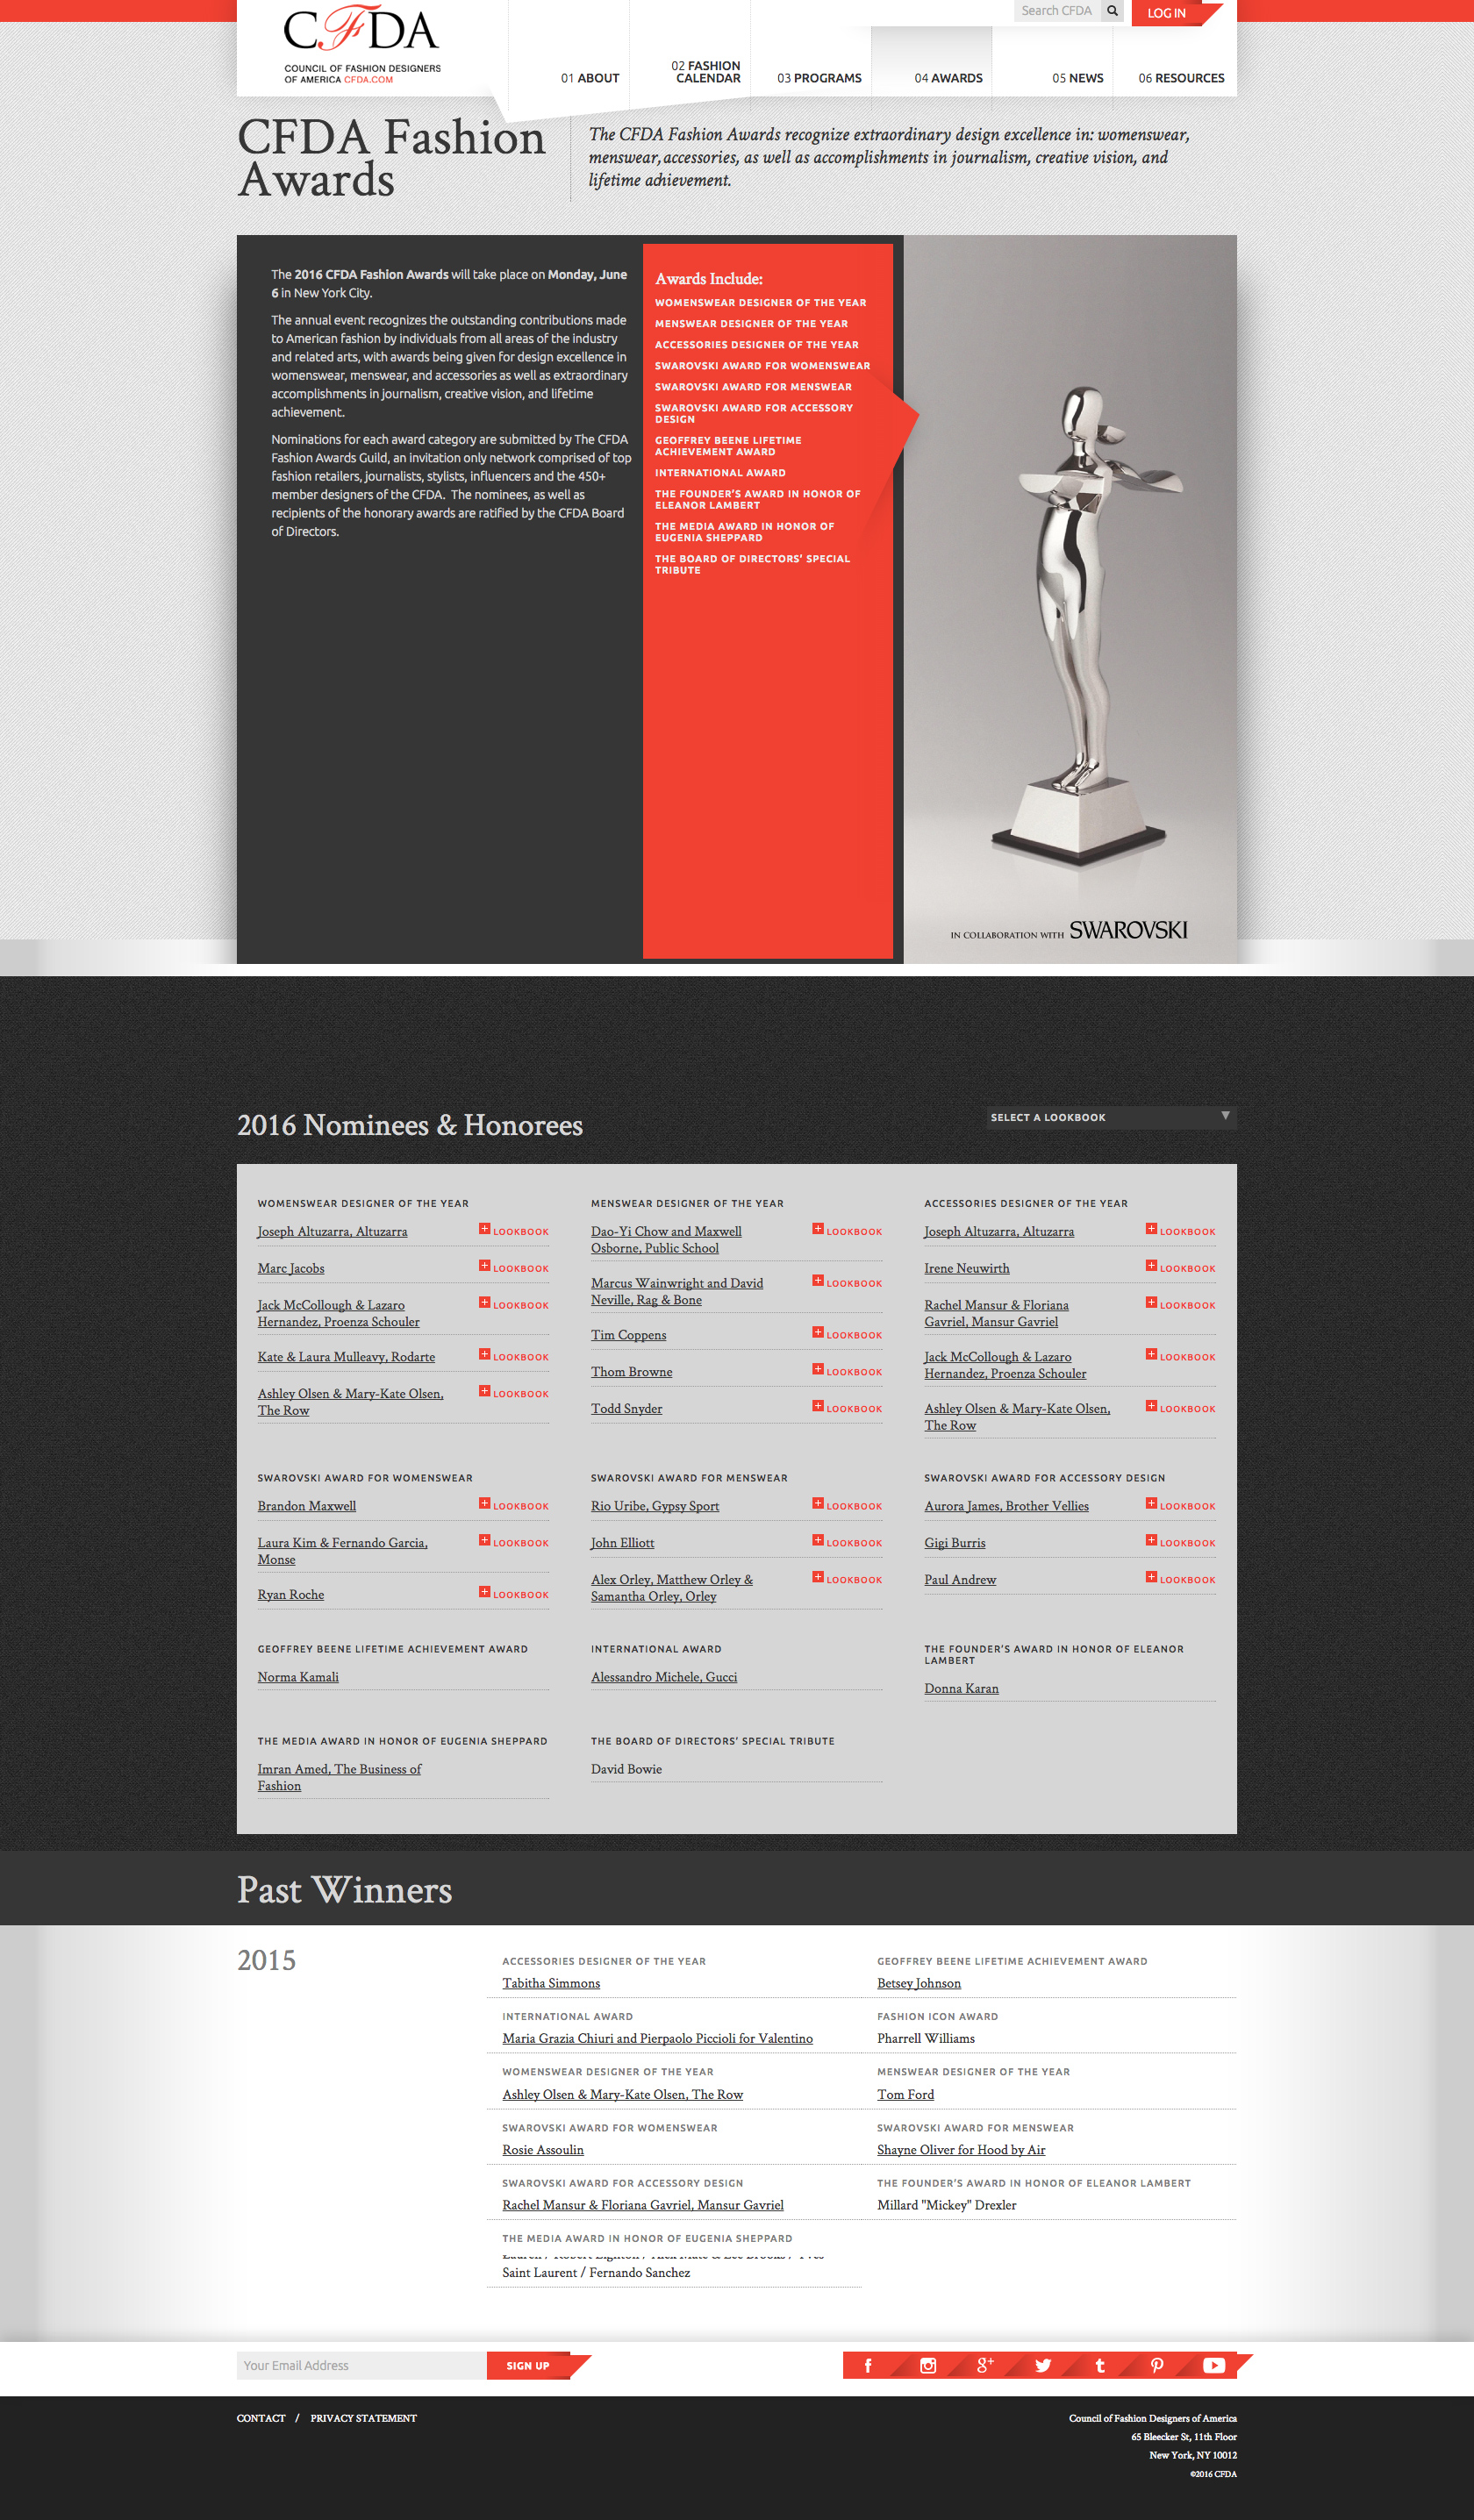 CFDA
COUNCIL OF FASHION DESIGNERS
OF AMERICA CFDA.COM
Search CFDA
LOG IN
01 ABOUT
02 FASHION
CALENDAR
03 PROGRAMS
04 AWARDS
05 NEWS
06 RESOURCES
CFDA Fashion
Awards
The CFDA Fashion Awards recognize extraordinary design excellence in: womenswear,
menswear, accessories, as well as accomplishments in journalism, creative vision, and
lifetime achievement.
The 2016 CFDA Fashion Awards will take place on Monday, June
6 in New York City.
The annual event recognizes the outstanding contributions made
to American fashion by individuals from all areas of the industry
and related arts, with awards being given for design excellence in
womenswear, menswear, and accessories as well as extraordinary
accomplishments in journalism, creative vision, and lifetime
achievement.
Nominations for each award category are submitted by The CFDA
Fashion Awards Guild, an invitation only network comprised of top
fashion retailers, journalists, stylists, influencers and the 450+
member designers of the CFDA. The nominees, as well as
recipients of the honorary awards are ratified by the CFDA Board
of Directors.
Awards Include:
WOMENSWEAR DESIGNER OF THE YEAR
MENSWEAR DESIGNER OF THE YEAR
ACCESSORIES DESIGNER OF THE YEAR
SWAROVSKI AWARD FOR WOMENSWEAR
SWAROVSKI AWARD FOR MENSWEAR
SWAROVSKI AWARD FOR ACCESSORY
DESIGN
GEOFFREY BEENE LIFETIME
ACHIEVEMENT AWARD
INTERNATIONAL AWARD
THE FOUNDER'S AWARD IN HONOR OF
ELEANOR LAMBERT
THE MEDIA AWARD IN HONOR OF
EUGENIA SHEPPARD
THE BOARD OF DIRECTORS' SPECIAL
TRIBUTE
IN COLLABORATION WITH SWAROVSKI
2016 Nominees & Honorees
SELECT A LOOKBOOK
WOMENSWEAR DESIGNER OF THE YEAR
Joseph Altuzarra, Altuzarra
LOOKBOOK
Marc Jacobs
LOOKBOOK
Jack McCollough & Lazaro
Hernandez, Proenza Schouler
LOOKBOOK
Kate & Laura Mulleavy, Rodarte
LOOKBOOK
Ashley Olsen & Mary-Kate Olsen,
The Row
LOOKBOOK
MENSWEAR DESIGNER OF THE YEAR
Dao-Yi Chow and Maxwell
Osborne, Public School
LOOKBOOK
Marcus Wainwright and David
Neville, Rag & Bone
LOOKBOOK
Tim Coppens
LOOKBOOK
Thom Browne
LOOKBOOK
Todd Snyder
LOOKBOOK
ACCESSORIES DESIGNER OF THE YEAR
Joseph Altuzarra, Altuzarra
LOOKBOOK
Irene Neuwirth
LOOKBOOK
Rachel Mansur & Floriana
Gavriel, Mansur Gavriel
LOOKBOOK
Jack McCollough & Lazaro
Hernandez, Proenza Schouler
LOOKBOOK
Ashley Olsen & Mary-Kate Olsen,
The Row
LOOKBOOK
SWAROVSKI AWARD FOR WOMENSWEAR
Brandon Maxwell
LOOKBOOK
Laura Kim & Fernando Garcia,
Monse
LOOKBOOK
Ryan Roche
LOOKBOOK
SWAROVSKI AWARD FOR MENSWEAR
Rio Uribe, Gypsy Sport
LOOKBOOK
John Elliott
LOOKBOOK
Alex Orley, Matthew Orley &
Samantha Orley, Orley
LOOKBOOK
SWAROVSKI AWARD FOR ACCESSORY DESIGN
Aurora James, Brother Vellies
LOOKBOOK
Gigi Burris
LOOKBOOK
Paul Andrew
LOOKBOOK
GEOFFREY BEENE LIFETIME ACHIEVEMENT AWARD
Norma Kamali
INTERNATIONAL AWARD
Alessandro Michele, Gucci
THE FOUNDER'S AWARD IN HONOR OF ELEANOR
LAMBERT
Donna Karan
THE MEDIA AWARD IN HONOR OF EUGENIA SHEPPARD
Imran Amed, The Business of
Fashion
THE BOARD OF DIRECTORS' SPECIAL TRIBUTE
David Bowie
Past Winners
2015
ACCESSORIES DESIGNER OF THE YEAR
Tabitha Simmons
GEOFFREY BEENE LIFETIME ACHIEVEMENT AWARD
Betsey Johnson
INTERNATIONAL AWARD
Maria Grazia Chiuri and Pierpaolo Piccioli for Valentino
FASHION ICON AWARD
Pharrell Williams
WOMENSWEAR DESIGNER OF THE YEAR
Ashley Olsen & Mary-Kate Olsen, The Row
MENSWEAR DESIGNER OF THE YEAR
Tom Ford
SWAROVSKI AWARD FOR WOMENSWEAR
Rosie Assoulin
SWAROVSKI AWARD FOR MENSWEAR
Shayne Oliver for Hood by Air
SWAROVSKI AWARD FOR ACCESSORY DESIGN
Rachel Mansur & Floriana Gavriel, Mansur Gavriel
THE FOUNDER'S AWARD IN HONOR OF ELEANOR LAMBERT
Millard "Mickey" Drexler
THE MEDIA AWARD IN HONOR OF EUGENIA SHEPPARD
Saint Laurent / Fernando Sanchez
Your Email Address
SIGN UP
CONTACT / PRIVACY STATEMENT
Council of Fashion Designers of America
65 Bleecker St, 11th Floor
New York, NY 10012
©2016 CFDA